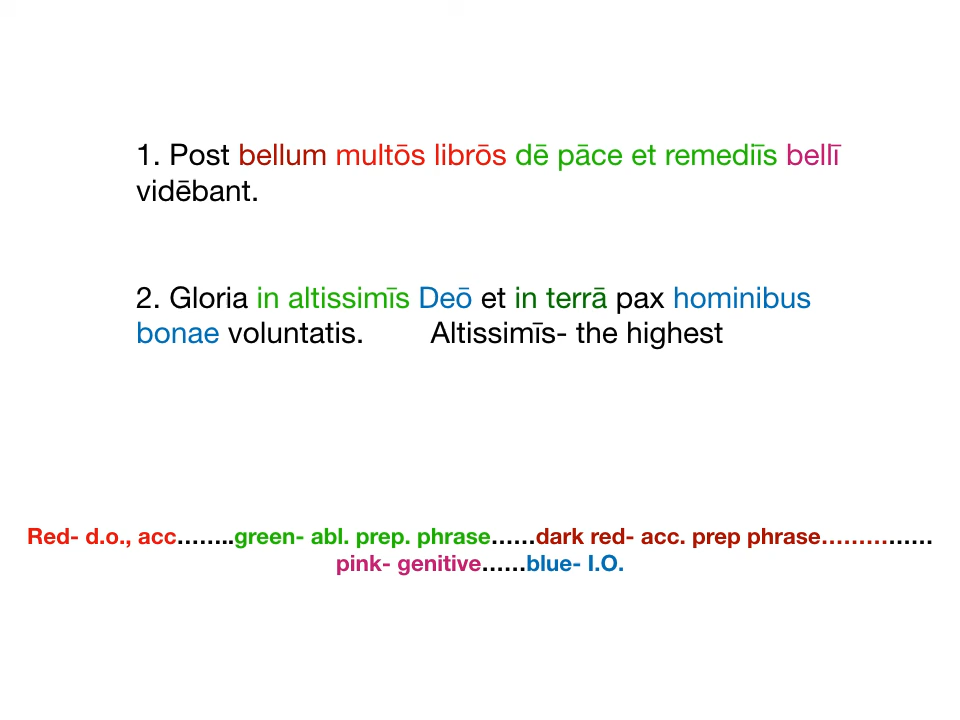 1. Post bellum multōs librōs dē pāce et remediīs bellī
vidēbant.
2. Gloria in altissimīs Deō et in terrā pax hominibus
bonae voluntatis. Altissimīs- the highest
Red- d.o., acc……..green- abl. prep. phrase……dark red- acc. prep phrase……………
pink- genitive……blue- I.O.